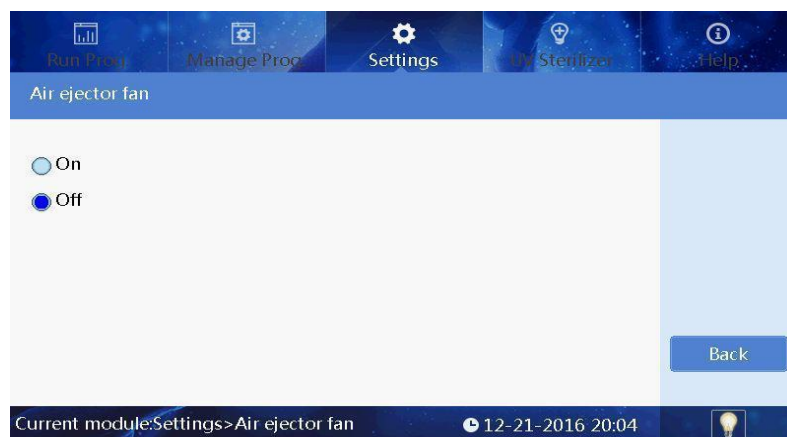 Run Prog.
Manage Prog.
Settings
UV Sterilizer
Help
Air ejector fan
On
Off
Back
Current module:Settings>Air ejector fan
12-21-2016 20:04